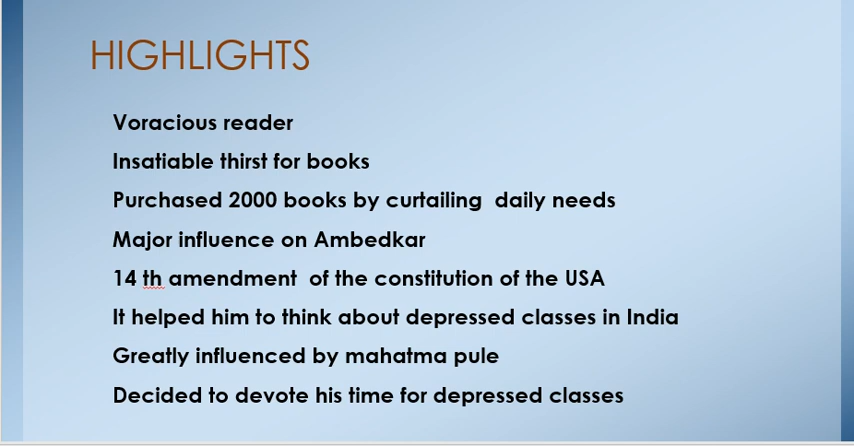 HIGHLIGHTS
Voracious reader
Insatiable thirst for books
Purchased 2000 books by curtailing  daily needs
Major influence on Ambedkar
14 th amendment  of the constitution of the USA
It helped him to think about depressed classes in India
Greatly influenced by mahatma pule
Decided to devote his time for depressed classes